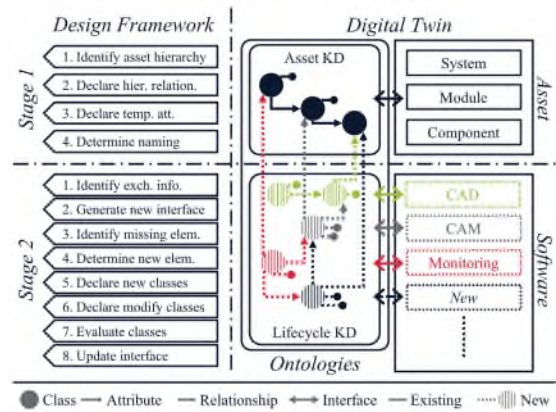 Design Framework
Digital Twin
Stage 1
1. Identify asset hierarchy
2. Declare hier. relation.
3. Declare temp. att.
4. Determine naming
Asset KD
System
Module
Component
Asset
Stage 2
1. Identify exch. info.
2. Generate new interface
3. Identify missing elem.
4. Determine new elem.
5. Declare new classes
6. Declare modify classes
7. Evaluate classes
8. Update interface
Lifecycle KD
Ontologies
CAD
CAM
Monitoring
New
Software
Class Attribute Relationship Interface Existing New